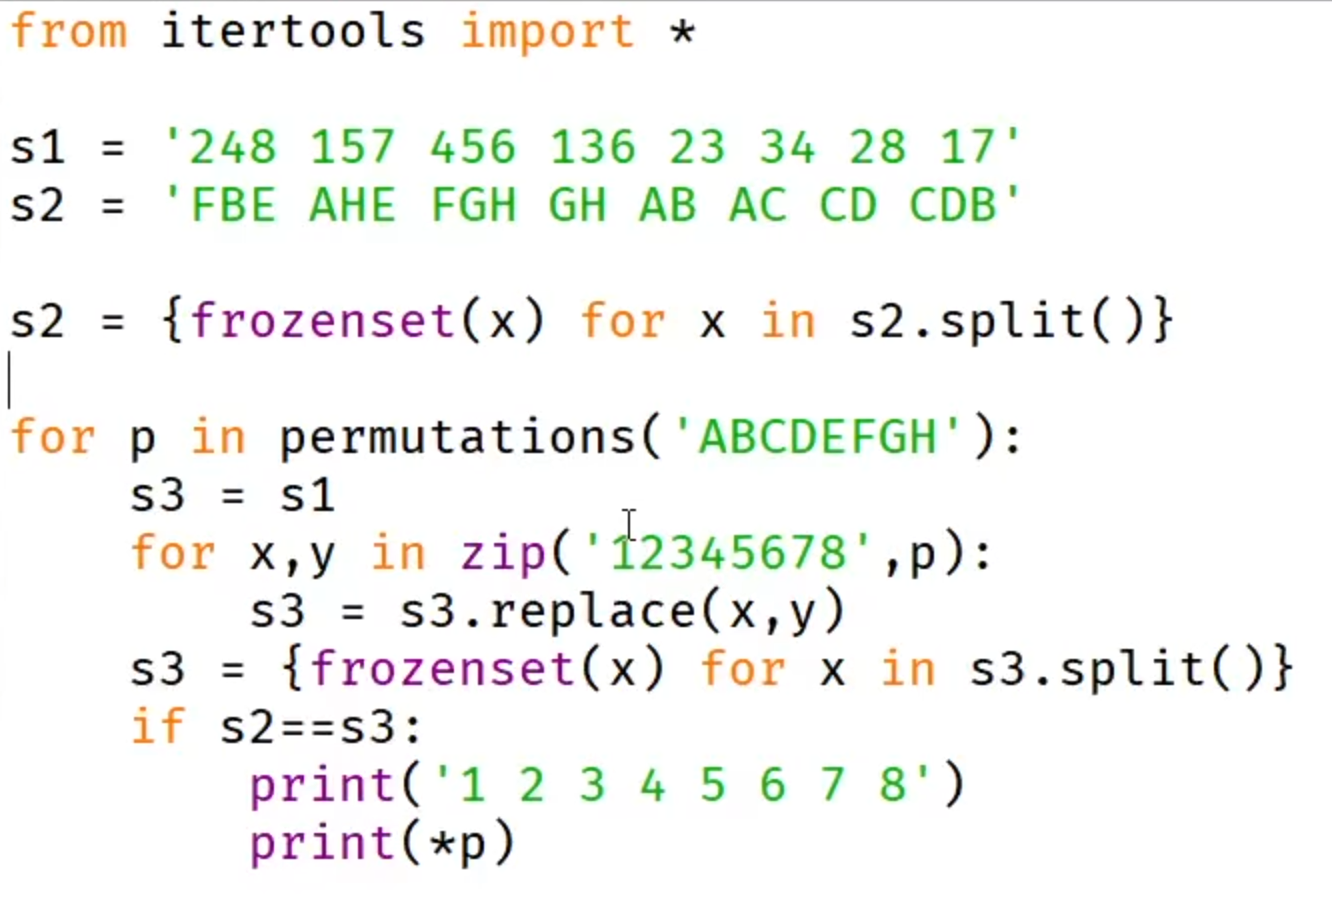 from itertools import *
s1 = '248 157 456 136 23 34 28 17'
s2 = 'FBE AHE FGH GH AB AC CD CDB'
s2 = {frozenset(x) for x in s2.split()}
for p in permutations('ABCDEFGH'):
    s3 = s1
    for x,y in zip('12345678',p):
        s3 = s3.replace(x,y)
    s3 = {frozenset(x) for x in s3.split()}
    if s2==s3:
        print('1 2 3 4 5 6 7 8')
        print(*p)